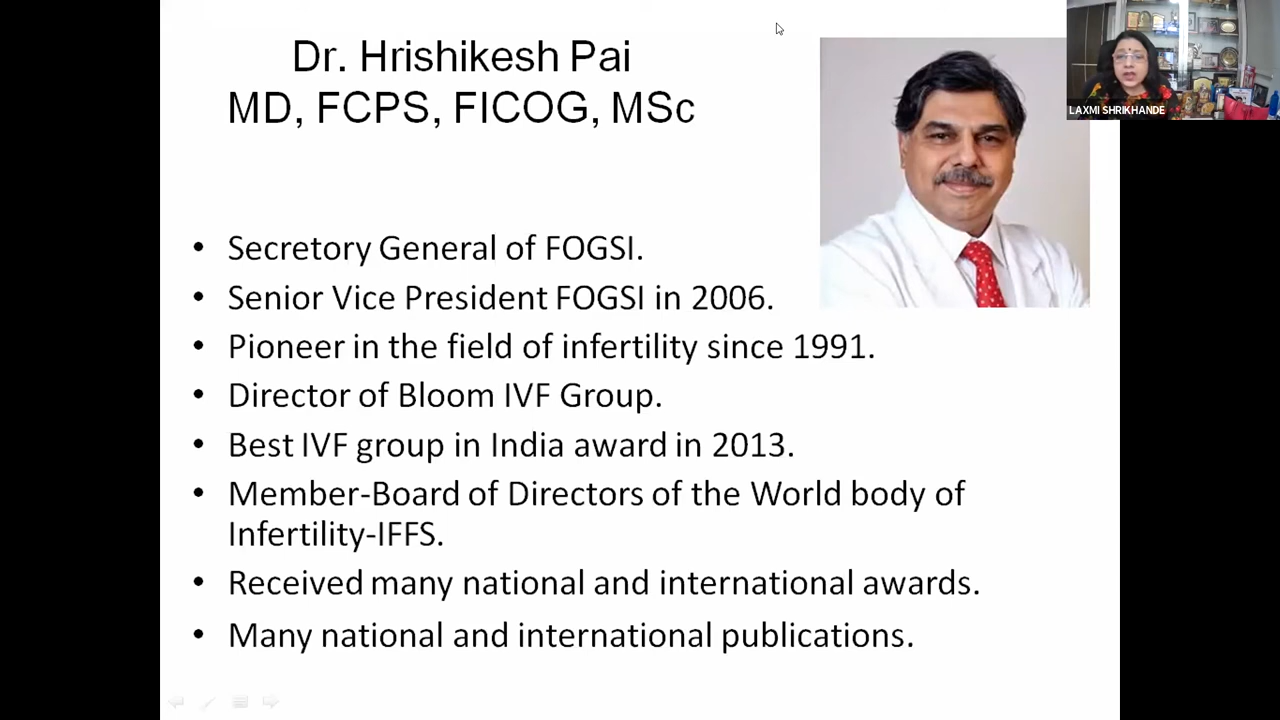 Dr. Hrishikesh Pai
MD, FCPS, FICOG, MSc
LAXMI SHRIKHANDE
• Secretory General of FOGSI.
• Senior Vice President FOGSI in 2006.
• Pioneer in the field of infertility since 1991.
• Director of Bloom IVF Group.
• Best IVF group in India award in 2013.
• Member-Board of Directors of the World body of
Infertility-IFFS.
• Received many national and international awards.
• Many national and international publications.